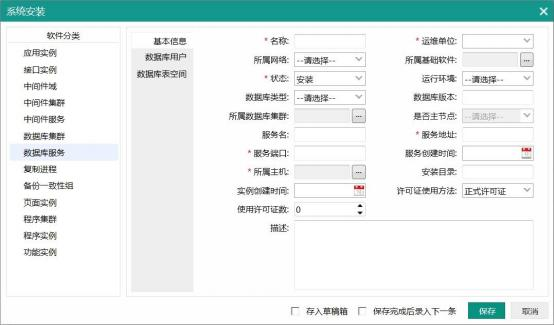 系统安装
软件分类
应用实例
接口实例
中间件域
中间件集群
中间件服务
数据库集群
数据库服务
复制进程
备份一致性组
页面实例
程序集群
程序实例
功能实例
基本信息
数据库用户
数据库表空间
* 名称: * 运维单位:
所属网络: --请选择-- * 所属基础软件: ...
* 状态: 安装 运行环境: --请选择--
数据库类型: --请选择-- 数据库版本:
所属数据库集群: ... 是否主节点: --请选择--
服务名: * 服务地址:
* 服务端口: 服务创建时间:
* 所属主机: ... 安装目录:
实例创建时间: 许可证使用方法: 正式许可证
使用许可证数: 0
描述:
存入草稿箱 保存完成后录入下一条 保存 取消